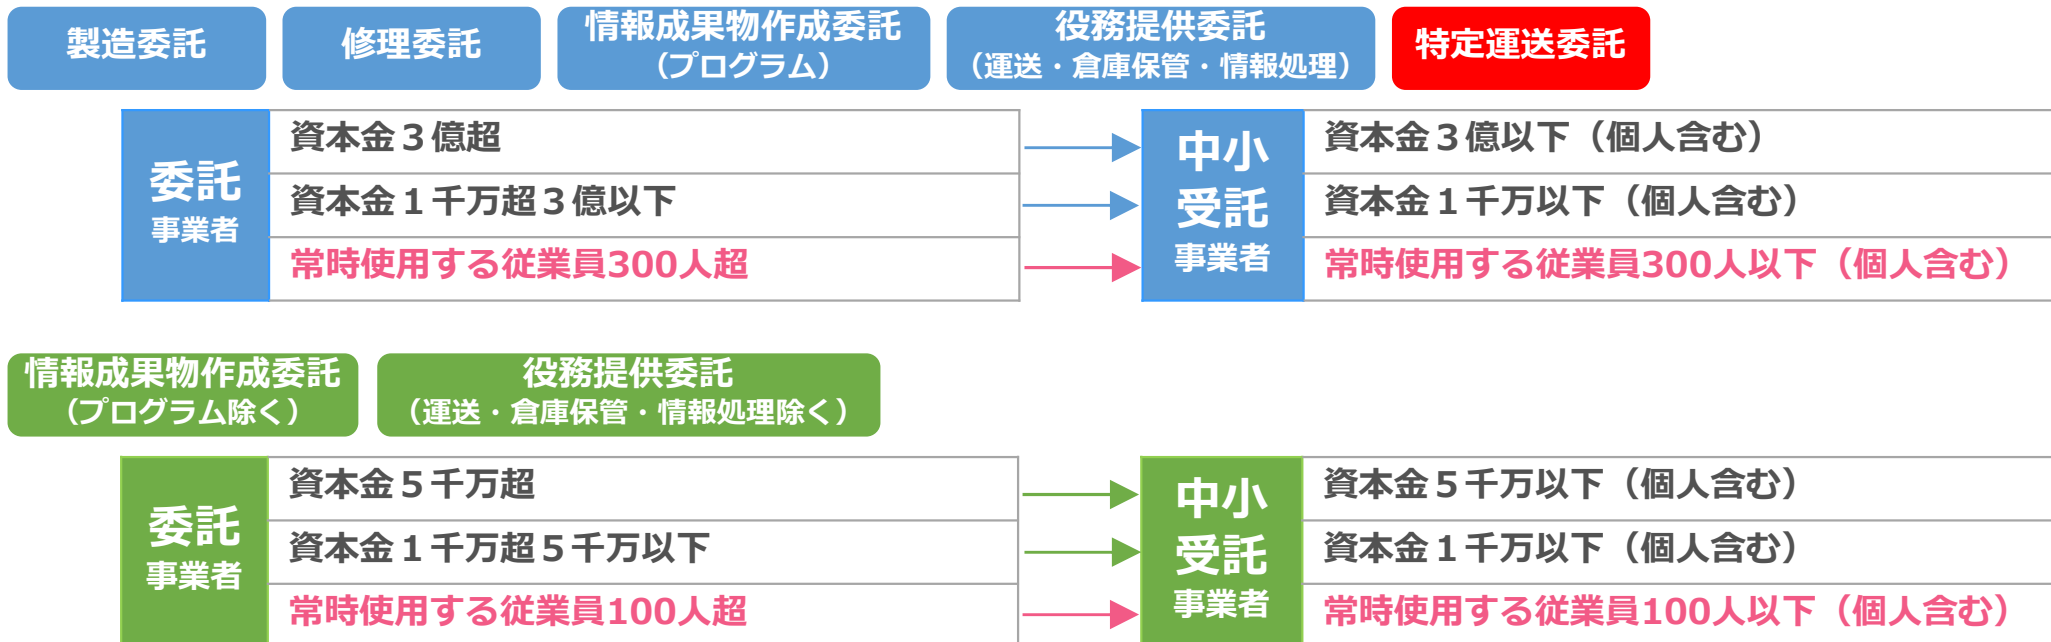 製造委託
修理委託
情報成果物作成委託
（プログラム）
役務提供委託
（運送・倉庫保管・情報処理）
特定運送委託
委託
事業者
資本金３億超
資本金１千万超３億以下
常時使用する従業員300人超
中小
受託
事業者
資本金３億以下（個人含む）
資本金１千万以下（個人含む）
常時使用する従業員300人以下（個人含む）
情報成果物作成委託
（プログラム除く）
役務提供委託
（運送・倉庫保管・情報処理除く）
委託
事業者
資本金５千万超
資本金１千万超５千万以下
常時使用する従業員100人超
中小
受託
事業者
資本金５千万以下（個人含む）
資本金１千万以下（個人含む）
常時使用する従業員100人以下（個人含む）